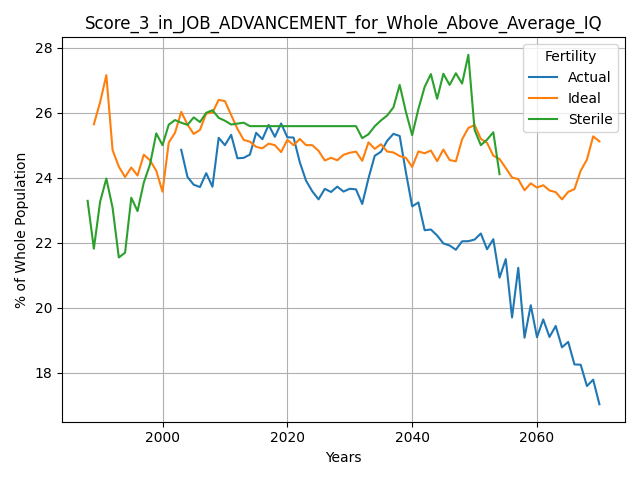 Score_3_in_JOB_ADVANCEMENT_for_Whole_Above_Average_IQ
28
26
24
22
20
18
% of Whole Population
Fertility
Actual
Ideal
Sterile
2000
2020
2040
2060
Years